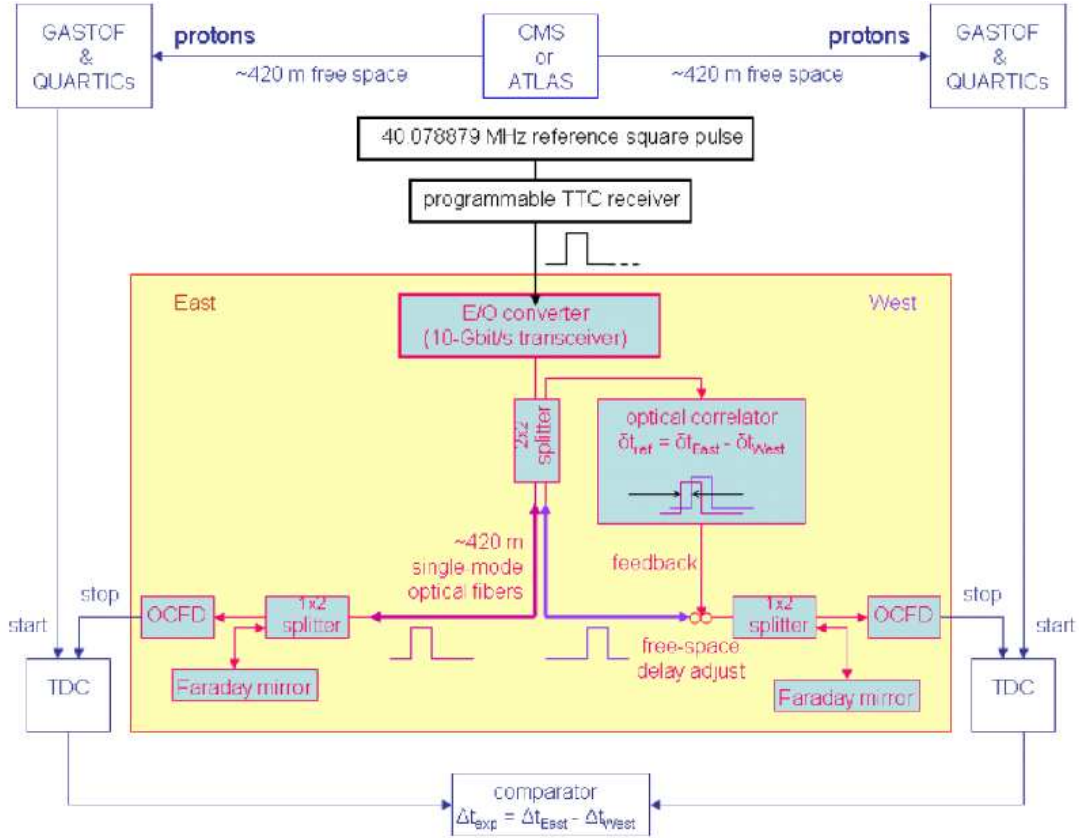 GASTOF
&
QUARTICs
protons
~420 m free space
CMS
or
ATLAS
protons
~420 m free space
GASTOF
&
QUARTICs
40.078879 MHz reference square pulse
programmable TTC receiver
East
West
E/O converter
(10-Gbit/s transceiver)
2x2
splitter
optical correlator
δt_ref = δt_East - δt_West
~420 m
single-mode
optical fibers
feedback
stop
OCFD
1x2
splitter
1x2
splitter
OCFD
stop
start
start
free-space
delay adjust
TDC
Faraday mirror
Faraday mirror
TDC
comparator
Δt_exp = Δt_East - Δt_West